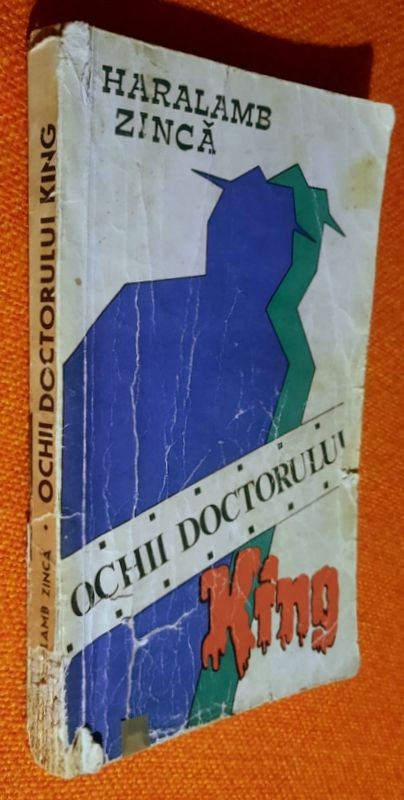 HARALAMB
ZINCĂ
OCHII DOCTORULUI
King
LAMB ZINCĂ • OCHII DOCTORULUI KING